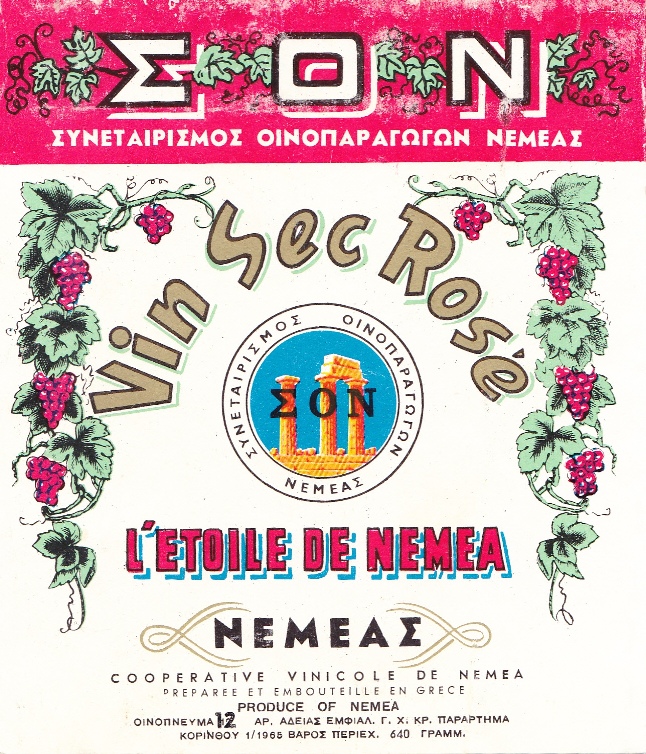 ΣΟΝ
ΣΥΝΕΤΑΙΡΙΣΜΟΣ ΟΙΝΟΠΑΡΑΓΩΓΩΝ ΝΕΜΕΑΣ
Vin Sec Rosè
ΣΥΝΕΤΑΙΡΙΣΜΟΣ ΟΙΝΟΠΑΡΑΓΩΓΩΝ
ΣΟΝ
ΝΕΜΕΑΣ
L'ETOILE DE NEMEA
ΝΕΜΕΑΣ
COOPERATIVE VINICOLE DE NEMEA
PREPAREE ET EMBOUTEILLE EN GRECE
PRODUCE OF NEMEA
ΟΙΝΟΠΝΕΥΜΑ 12 ΑΡ. ΑΔΕΙΑΣ ΕΜΦΙΑΛ. Γ. Χ. ΚΡ. ΠΑΡΑΡΤΗΜΑ
ΚΟΡΙΝΘΟΥ 1/1965 ΒΑΡΟΣ ΠΕΡΙΕΧ. 640 ΓΡΑΜΜ.